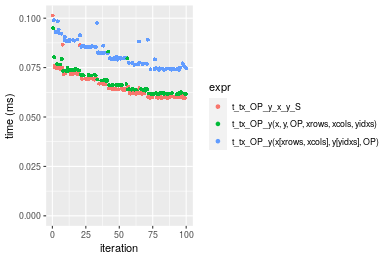 0.100
0.075
0.050
0.025
0.000
time (ms)
0
25
50
75
100
iteration
expr
t_tx_OP_y_x_y_S
t_tx_OP_y(x, y, OP, xrows, xcols, yidxs)
t_tx_OP_y(x[xrows, xcols], y[yidxs], OP)